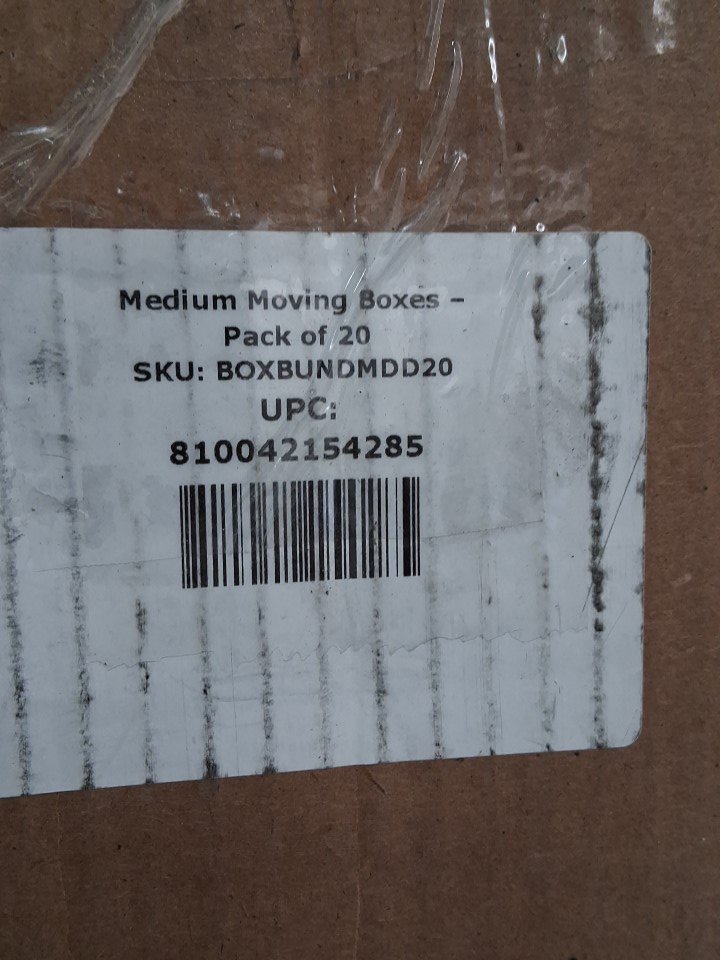 Medium Moving Boxes –
Pack of 20
SKU: BOXBUNDMDD20
UPC:
810042154285